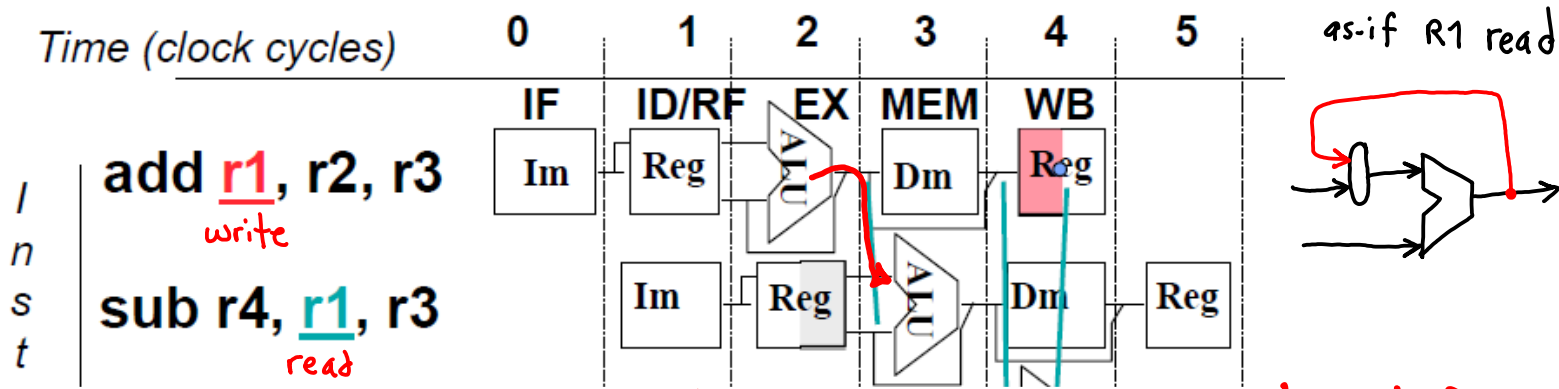 Time (clock cycles) 0 1 2 3 4 5
as-if R1 read
IF ID/RF EX MEM WB
add r1, r2, r3
Im Reg ALU Dm Reg
write
sub r4, r1, r3
Im Reg ALU Dm Reg
read
I
n
s
t